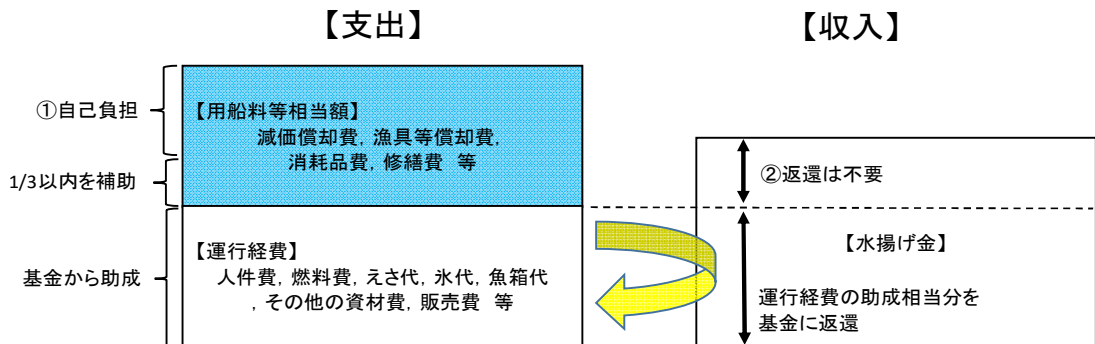 【支出】
【収入】
①自己負担
1/3以内を補助
基金から助成
【用船料等相当額】
減価償却費，漁具等償却費，
消耗品費，修繕費　等
【運行経費】
人件費，燃料費，えさ代，氷代，魚箱代
，その他の資材費，販売費　等
②返還は不要
【水揚げ金】
運行経費の助成相当分を
基金に返還